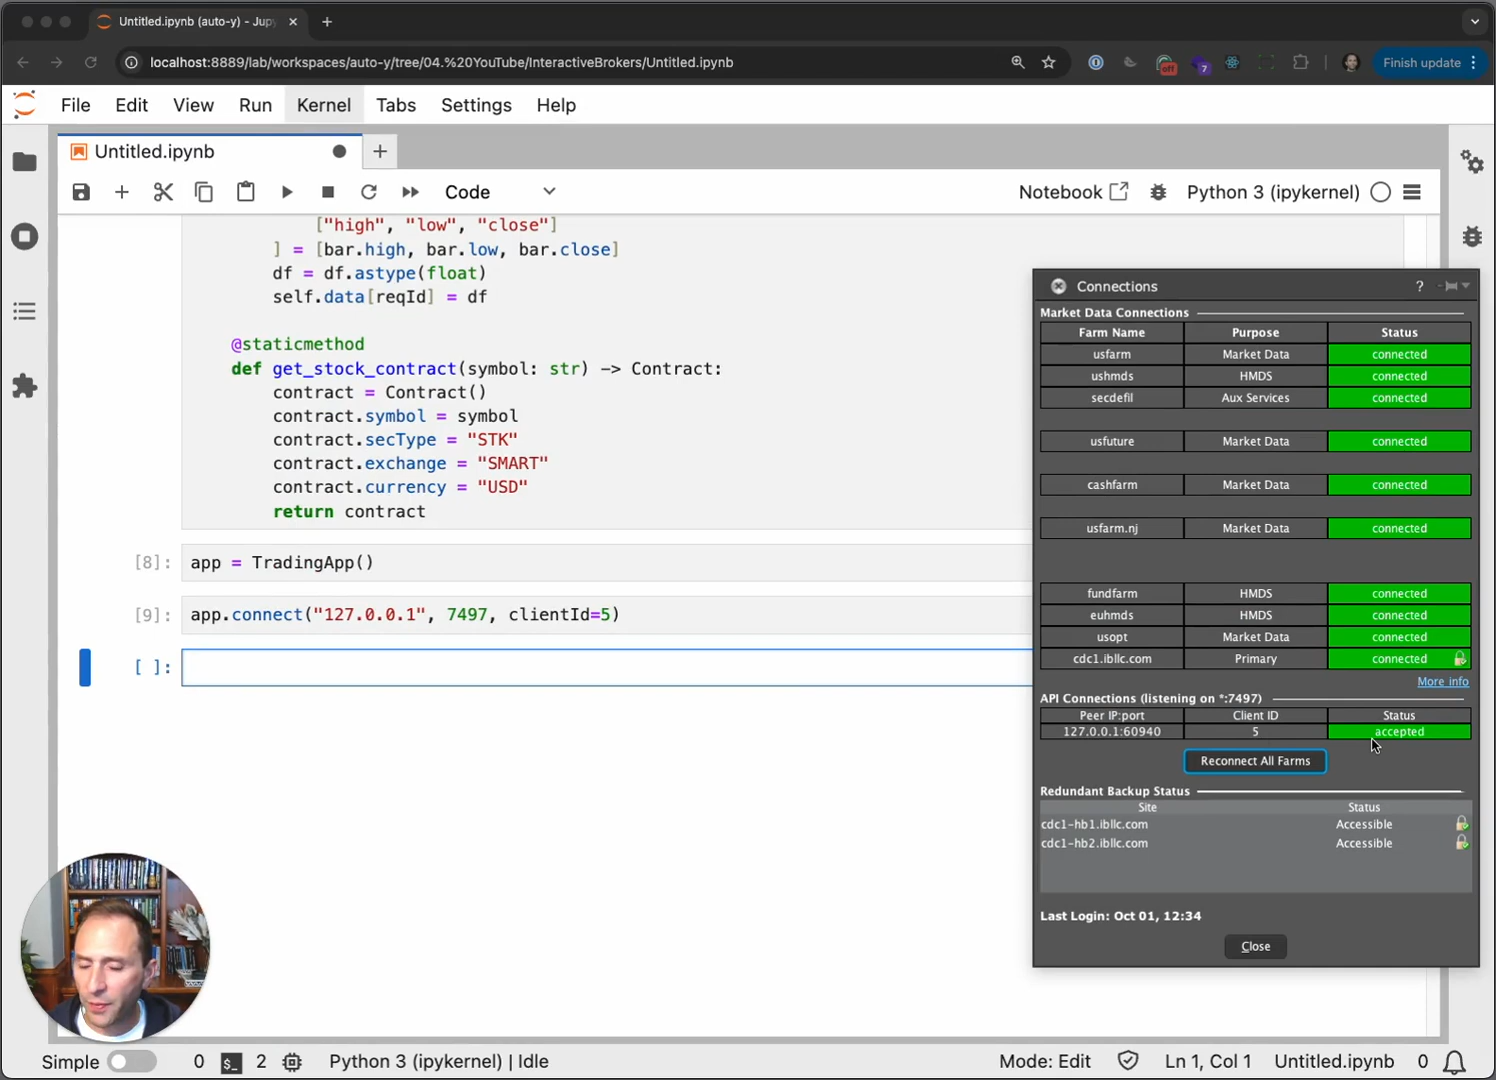 Untitled.ipynb (auto-y) - Jup
localhost:8889/lab/workspaces/auto-y/tree/04.%20YouTube/InteractiveBrokers/Untitled.ipynb
off
7
Finish update
File Edit View Run Kernel Tabs Settings Help
Untitled.ipynb
Code
Notebook
Python 3 (ipykernel)
["high", "low", "close"]
] = [bar.high, bar.low, bar.close]
df = df.astype(float)
self.data[reqId] = df
@staticmethod
def get_stock_contract(symbol: str) -> Contract:
contract = Contract()
contract.symbol = symbol
contract.secType = "STK"
contract.exchange = "SMART"
contract.currency = "USD"
return contract
[8]: app = TradingApp()
[9]: app.connect("127.0.0.1", 7497, clientId=5)
[ ]:
Connections ?
Market Data Connections
Farm Name Purpose Status
usfarm Market Data connected
ushmds HMDS connected
secdefil Aux Services connected
usfuture Market Data connected
cashfarm Market Data connected
usfarm.nj Market Data connected
fundfarm HMDS connected
euhmds HMDS connected
usopt Market Data connected
cdc1.ibllc.com Primary connected
More info
API Connections (listening on *:7497)
Peer IP:port Client ID Status
127.0.0.1:60940 5 accepted
Reconnect All Farms
Redundant Backup Status
Site Status
cdc1-hb1.ibllc.com Accessible
cdc1-hb2.ibllc.com Accessible
Last Login: Oct 01, 12:34
Close
Simple 0 $_ 2 Python 3 (ipykernel) | Idle Mode: Edit Ln 1, Col 1 Untitled.ipynb 0